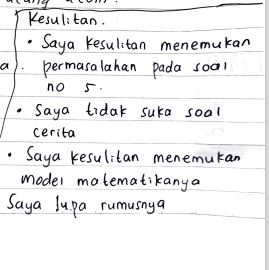 Kesulitan.
• Saya kesulitan menemukan
a). permasalahan pada soal
no 5.
• Saya tidak suka soal
cerita
• Saya kesulitan menemukan
model matematikanya
Saya lupa rumusnya